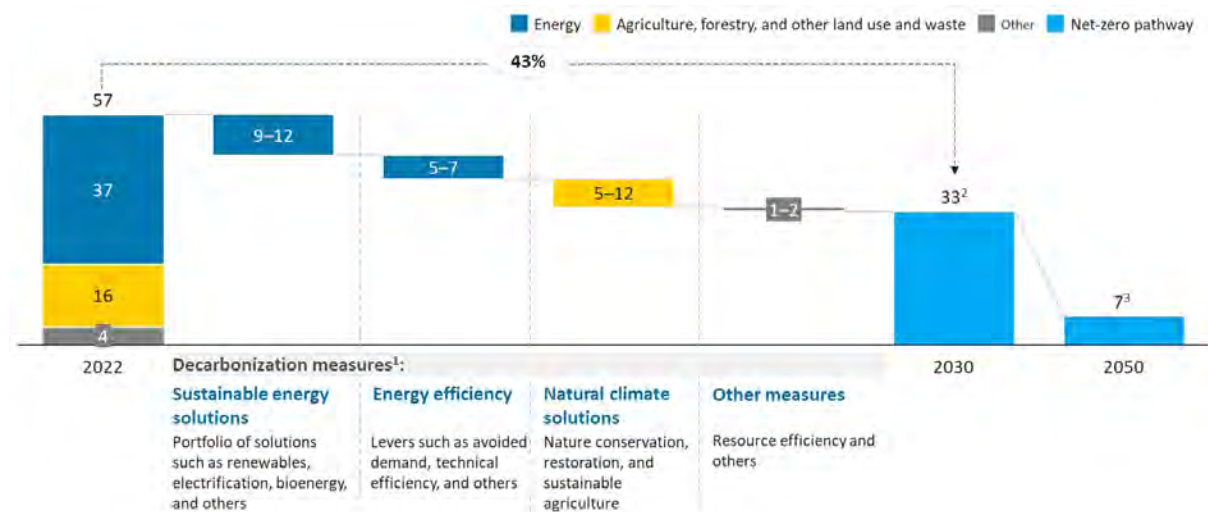 Energy
Agriculture, forestry, and other land use and waste
Other
Net-zero pathway
43%
57
37
16
4
9–12
5–7
5–12
1–2
33²
7³
2022
Decarbonization measures¹:
2030
2050
Sustainable energy
solutions
Portfolio of solutions
such as renewables,
electrification, bioenergy,
and others
Energy efficiency
Levers such as avoided
demand, technical
efficiency, and others
Natural climate
solutions
Nature conservation,
restoration, and
sustainable
agriculture
Other measures
Resource efficiency and
others